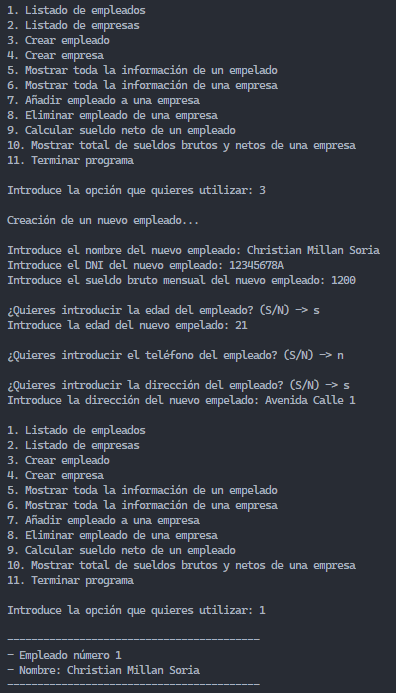 1. Listado de empleados
2. Listado de empresas
3. Crear empleado
4. Crear empresa
5. Mostrar toda la información de un empelado
6. Mostrar toda la información de una empresa
7. Añadir empleado a una empresa
8. Eliminar empleado de una empresa
9. Calcular sueldo neto de un empleado
10. Mostrar total de sueldos brutos y netos de una empresa
11. Terminar programa

Introduce la opción que quieres utilizar: 3

Creación de un nuevo empleado...

Introduce el nombre del nuevo empleado: Christian Millan Soria
Introduce el DNI del nuevo empleado: 12345678A
Introduce el sueldo bruto mensual del nuevo empleado: 1200

¿Quieres introducir la edad del empleado? (S/N) -> s
Introduce la edad del nuevo empelado: 21

¿Quieres introducir el teléfono del empleado? (S/N) -> n

¿Quieres introducir la dirección del empleado? (S/N) -> s
Introduce la dirección del nuevo empelado: Avenida Calle 1

1. Listado de empleados
2. Listado de empresas
3. Crear empleado
4. Crear empresa
5. Mostrar toda la información de un empelado
6. Mostrar toda la información de una empresa
7. Añadir empleado a una empresa
8. Eliminar empleado de una empresa
9. Calcular sueldo neto de un empleado
10. Mostrar total de sueldos brutos y netos de una empresa
11. Terminar programa

Introduce la opción que quieres utilizar: 1

------------------------------------------
- Empleado número 1
- Nombre: Christian Millan Soria
------------------------------------------